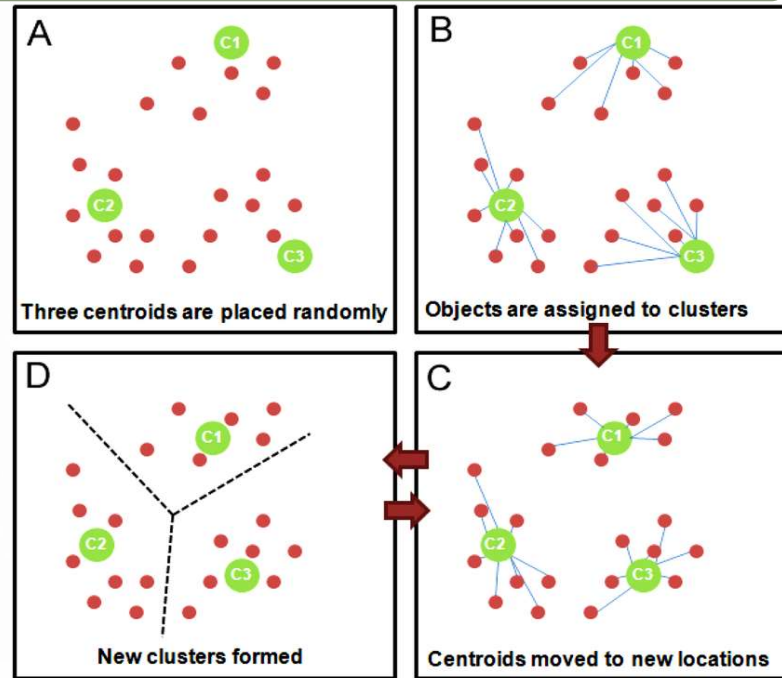 A
C1
C2
C3
Three centroids are placed randomly
B
C1
C2
C3
Objects are assigned to clusters
D
C1
C2
C3
New clusters formed
C
C1
C2
C3
Centroids moved to new locations